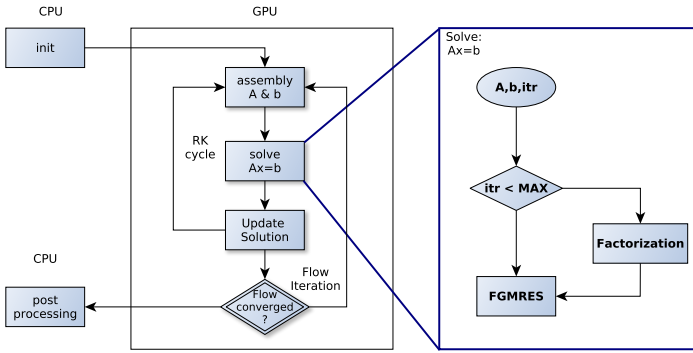 CPU
GPU
init
assembly
A & b
RK
cycle
solve
Ax=b
Update
Solution
Flow
Iteration
Flow
converged
?
CPU
post
processing
Solve:
Ax=b
A,b,itr
itr < MAX
Factorization
FGMRES